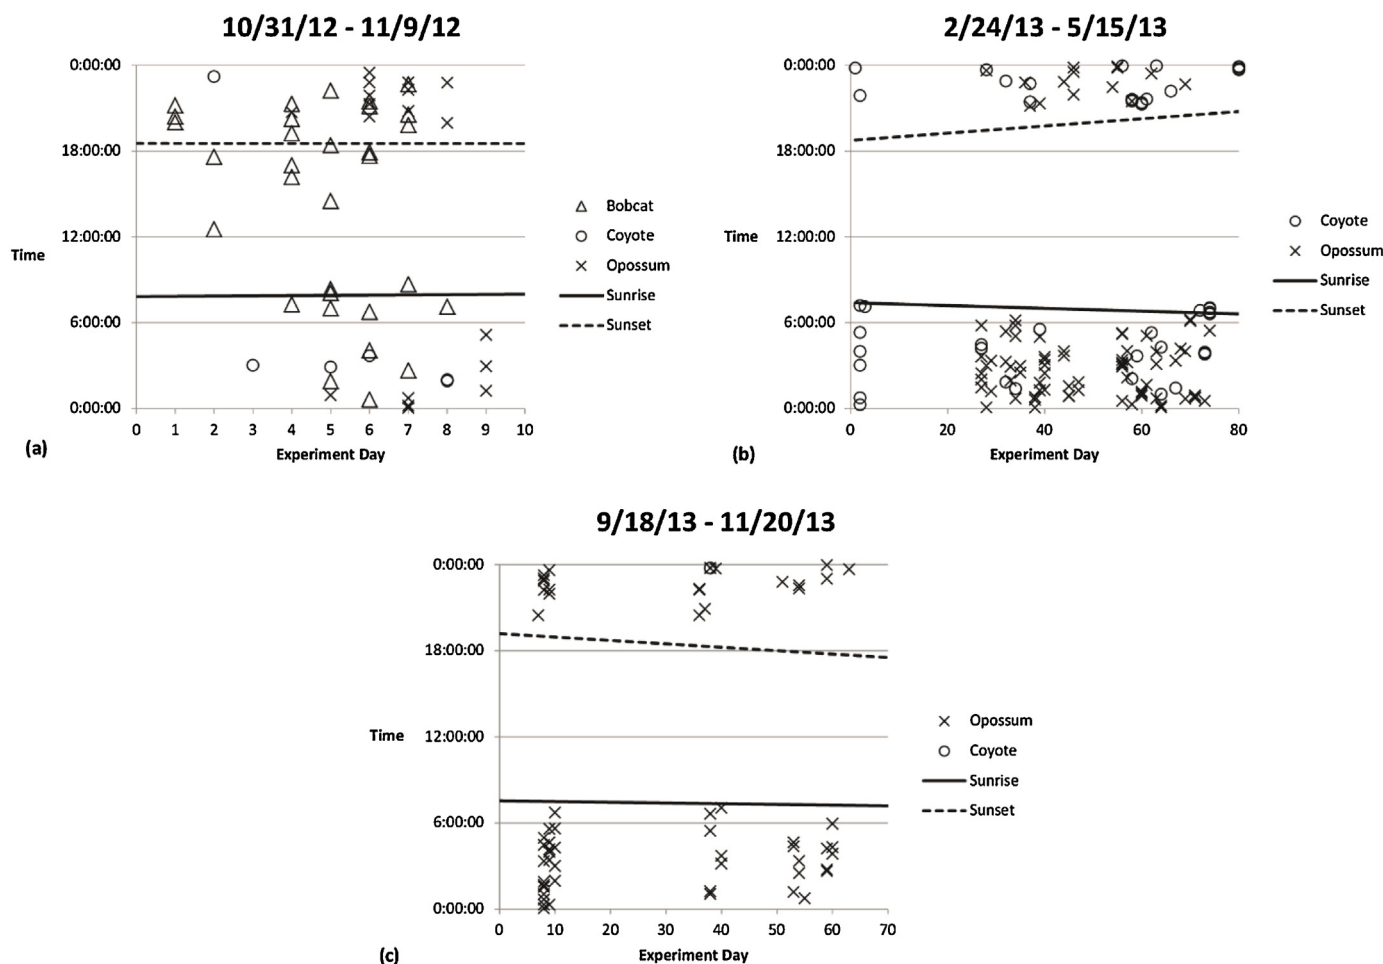 10/31/12 - 11/9/12
0:00:00
18:00:00
12:00:00
Time
6:00:00
0:00:00
0 1 2 3 4 5 6 7 8 9 10
Experiment Day
(a)
Bobcat
Coyote
Opossum
Sunrise
Sunset
2/24/13 - 5/15/13
0:00:00
18:00:00
12:00:00
Time
6:00:00
0:00:00
0 20 40 60 80
Experiment Day
(b)
Coyote
Opossum
Sunrise
Sunset
9/18/13 - 11/20/13
0:00:00
18:00:00
12:00:00
Time
6:00:00
0:00:00
0 10 20 30 40 50 60 70
Experiment Day
(c)
Opossum
Coyote
Sunrise
Sunset